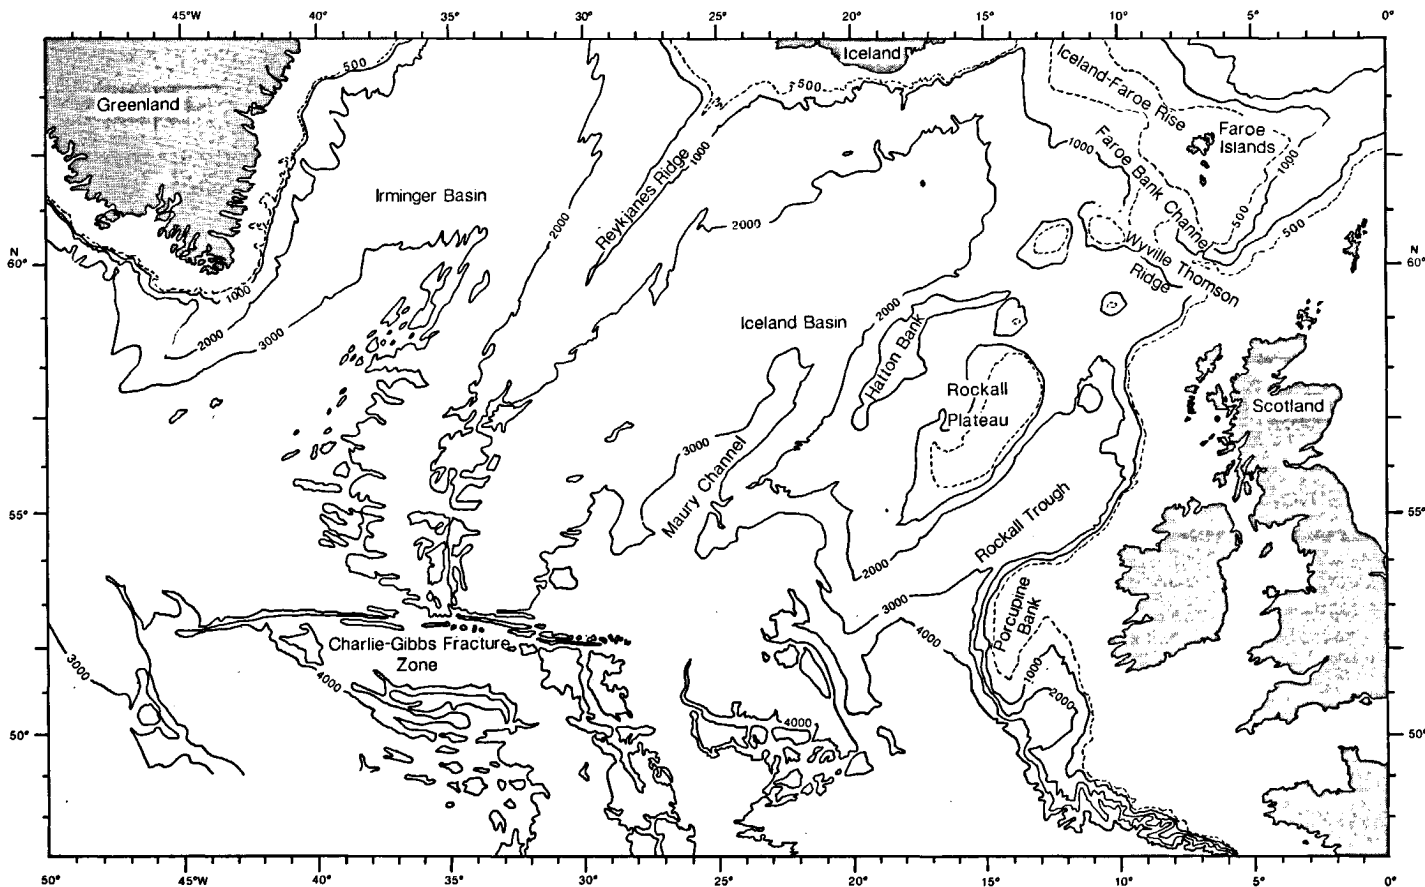 45°W 40° 35° 30° 25° 20° 15° 10° 5° 0°
500
Iceland
Greenland
500
Iceland-Faroe Rise
Faroe
Islands
1000
Faroe Bank Channel
1000
1000
Reykjanes Ridge
Irminger Basin
2000
2000
500
500
N
60°
N
60°
Wyville Thomson
Ridge
1000
2000
3000
Iceland Basin
2000
Hatton Bank
Rockall
Plateau
Scotland
3000
Maury Channel
55°
55°
Rockall Trough
2000
3000
Porcupine
Bank
4000
Charlie-Gibbs Fracture
Zone
3000
4000
1000
2000
4000
50°
50°
50° 45°W 40° 35° 30° 25° 20° 15° 10° 5° 0°